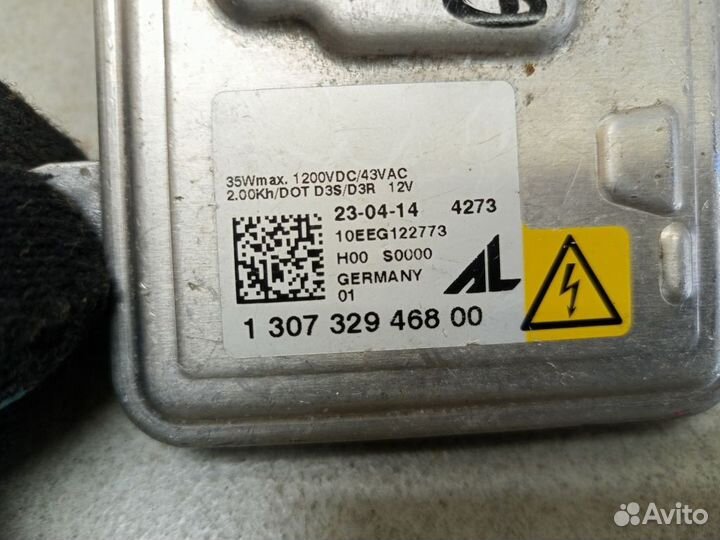 35Wmax. 1200VDC/43VAC
2.00Kh/DOT D3S/D3R 12V
23-04-14 4273
10EEG122773
H00 S0000
GERMANY
01
AL
1 307 329 468 00
Avito